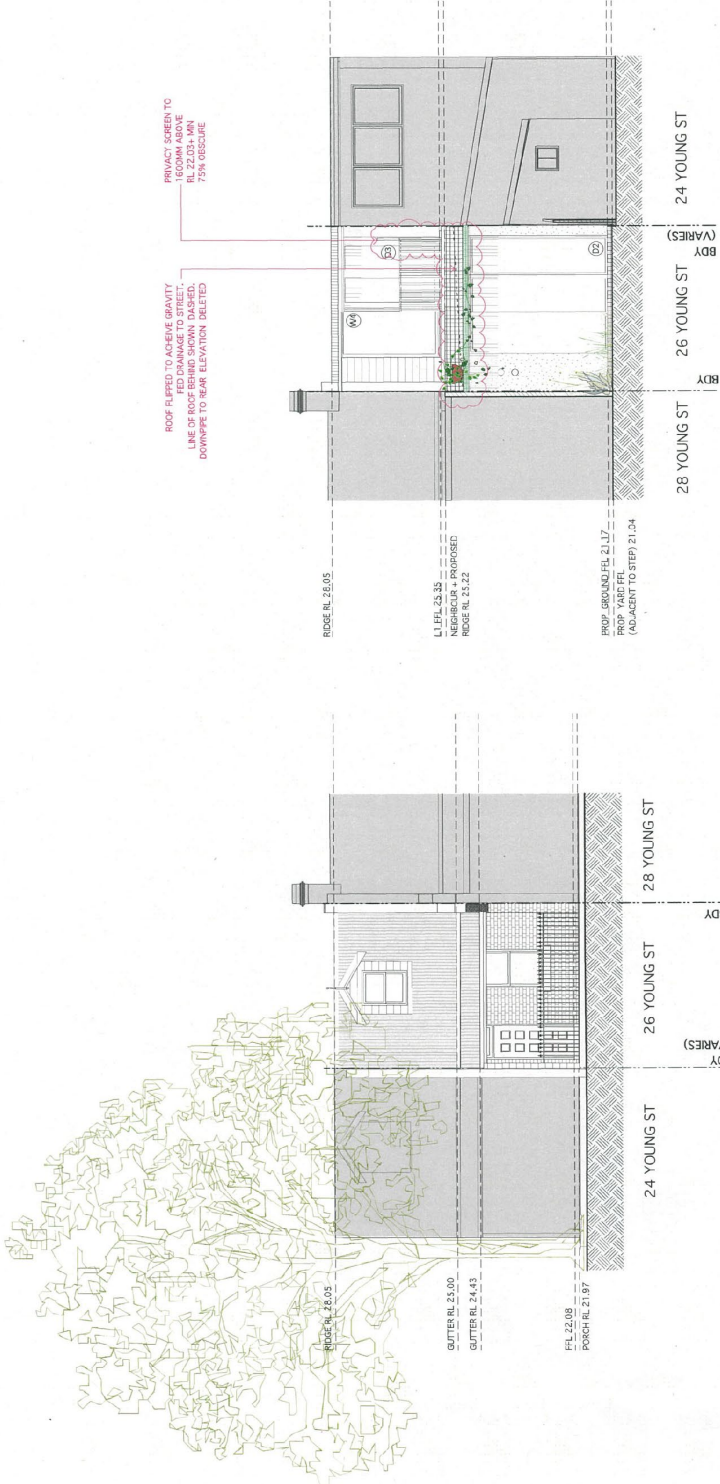 ROOF FLIPPED TO ACHEIVE GRAVITY
FED DRAINAGE TO STREET.
LINE OF ROOF BEHIND SHOWN DASHED.
DOWNPIPE TO REAR ELEVATION DELETED
PRIVACY SCREEN TO
1600MM ABOVE
RL 22.03+ MIN
75% OBSCURE
W4
D3
D2
RIDGE RL 28.05
L1 FFL 25.35
NEIGHBOUR + PROPOSED
RIDGE RL 25.22
PROP GROUND FFL 21.17
PROP YARD FFL
(ADJACENT TO STEP) 21.04
28 YOUNG ST
26 YOUNG ST
24 YOUNG ST
BDY
BDY
(VARIES)
RIDGE RL 28.05
GUTTER RL 25.00
GUTTER RL 24.43
FFL 22.08
PORCH RL 21.97
24 YOUNG ST
26 YOUNG ST
28 YOUNG ST